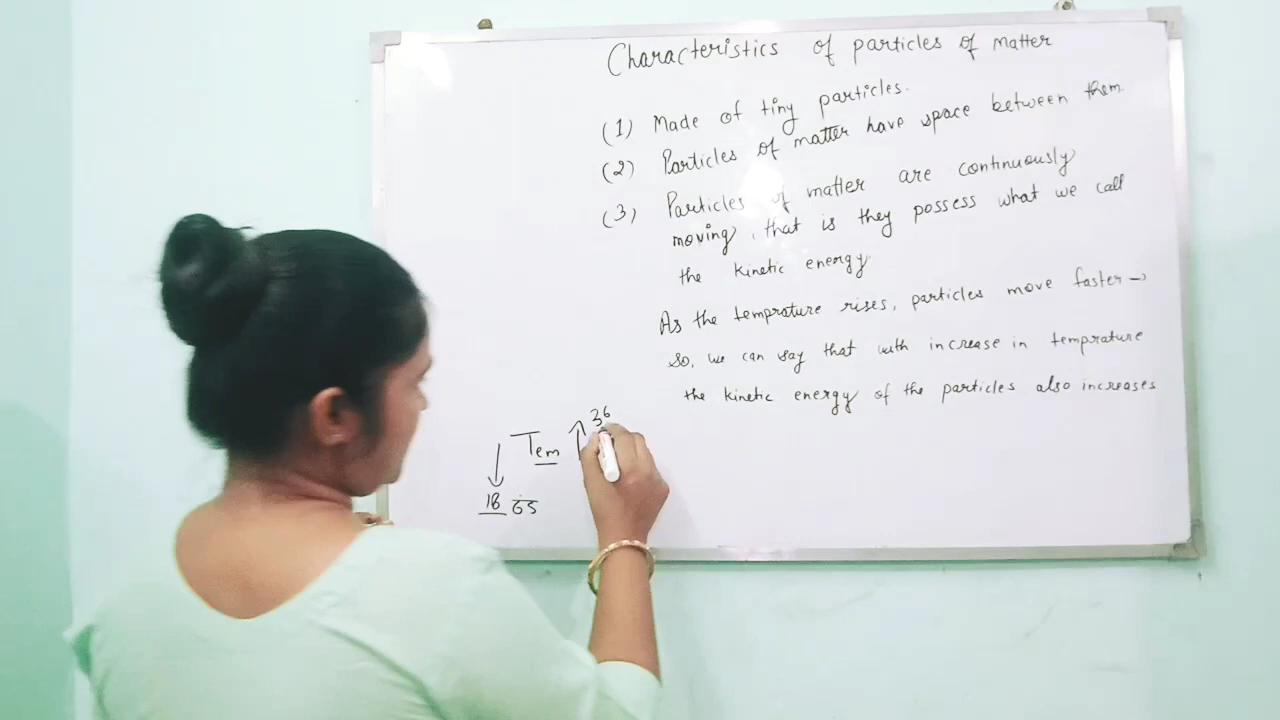 Characteristics of particles of matter
(1) Made of tiny particles.
(2) Particles of matter have space between them
(3) Particles of matter are continuously
moving, that is they possess what we call
the kinetic energy
As the temprature rises, particles move faster →
so, we can say that with increase in temprature
the kinetic energy of the particles also increases
↓ Tem ↑ 36
18